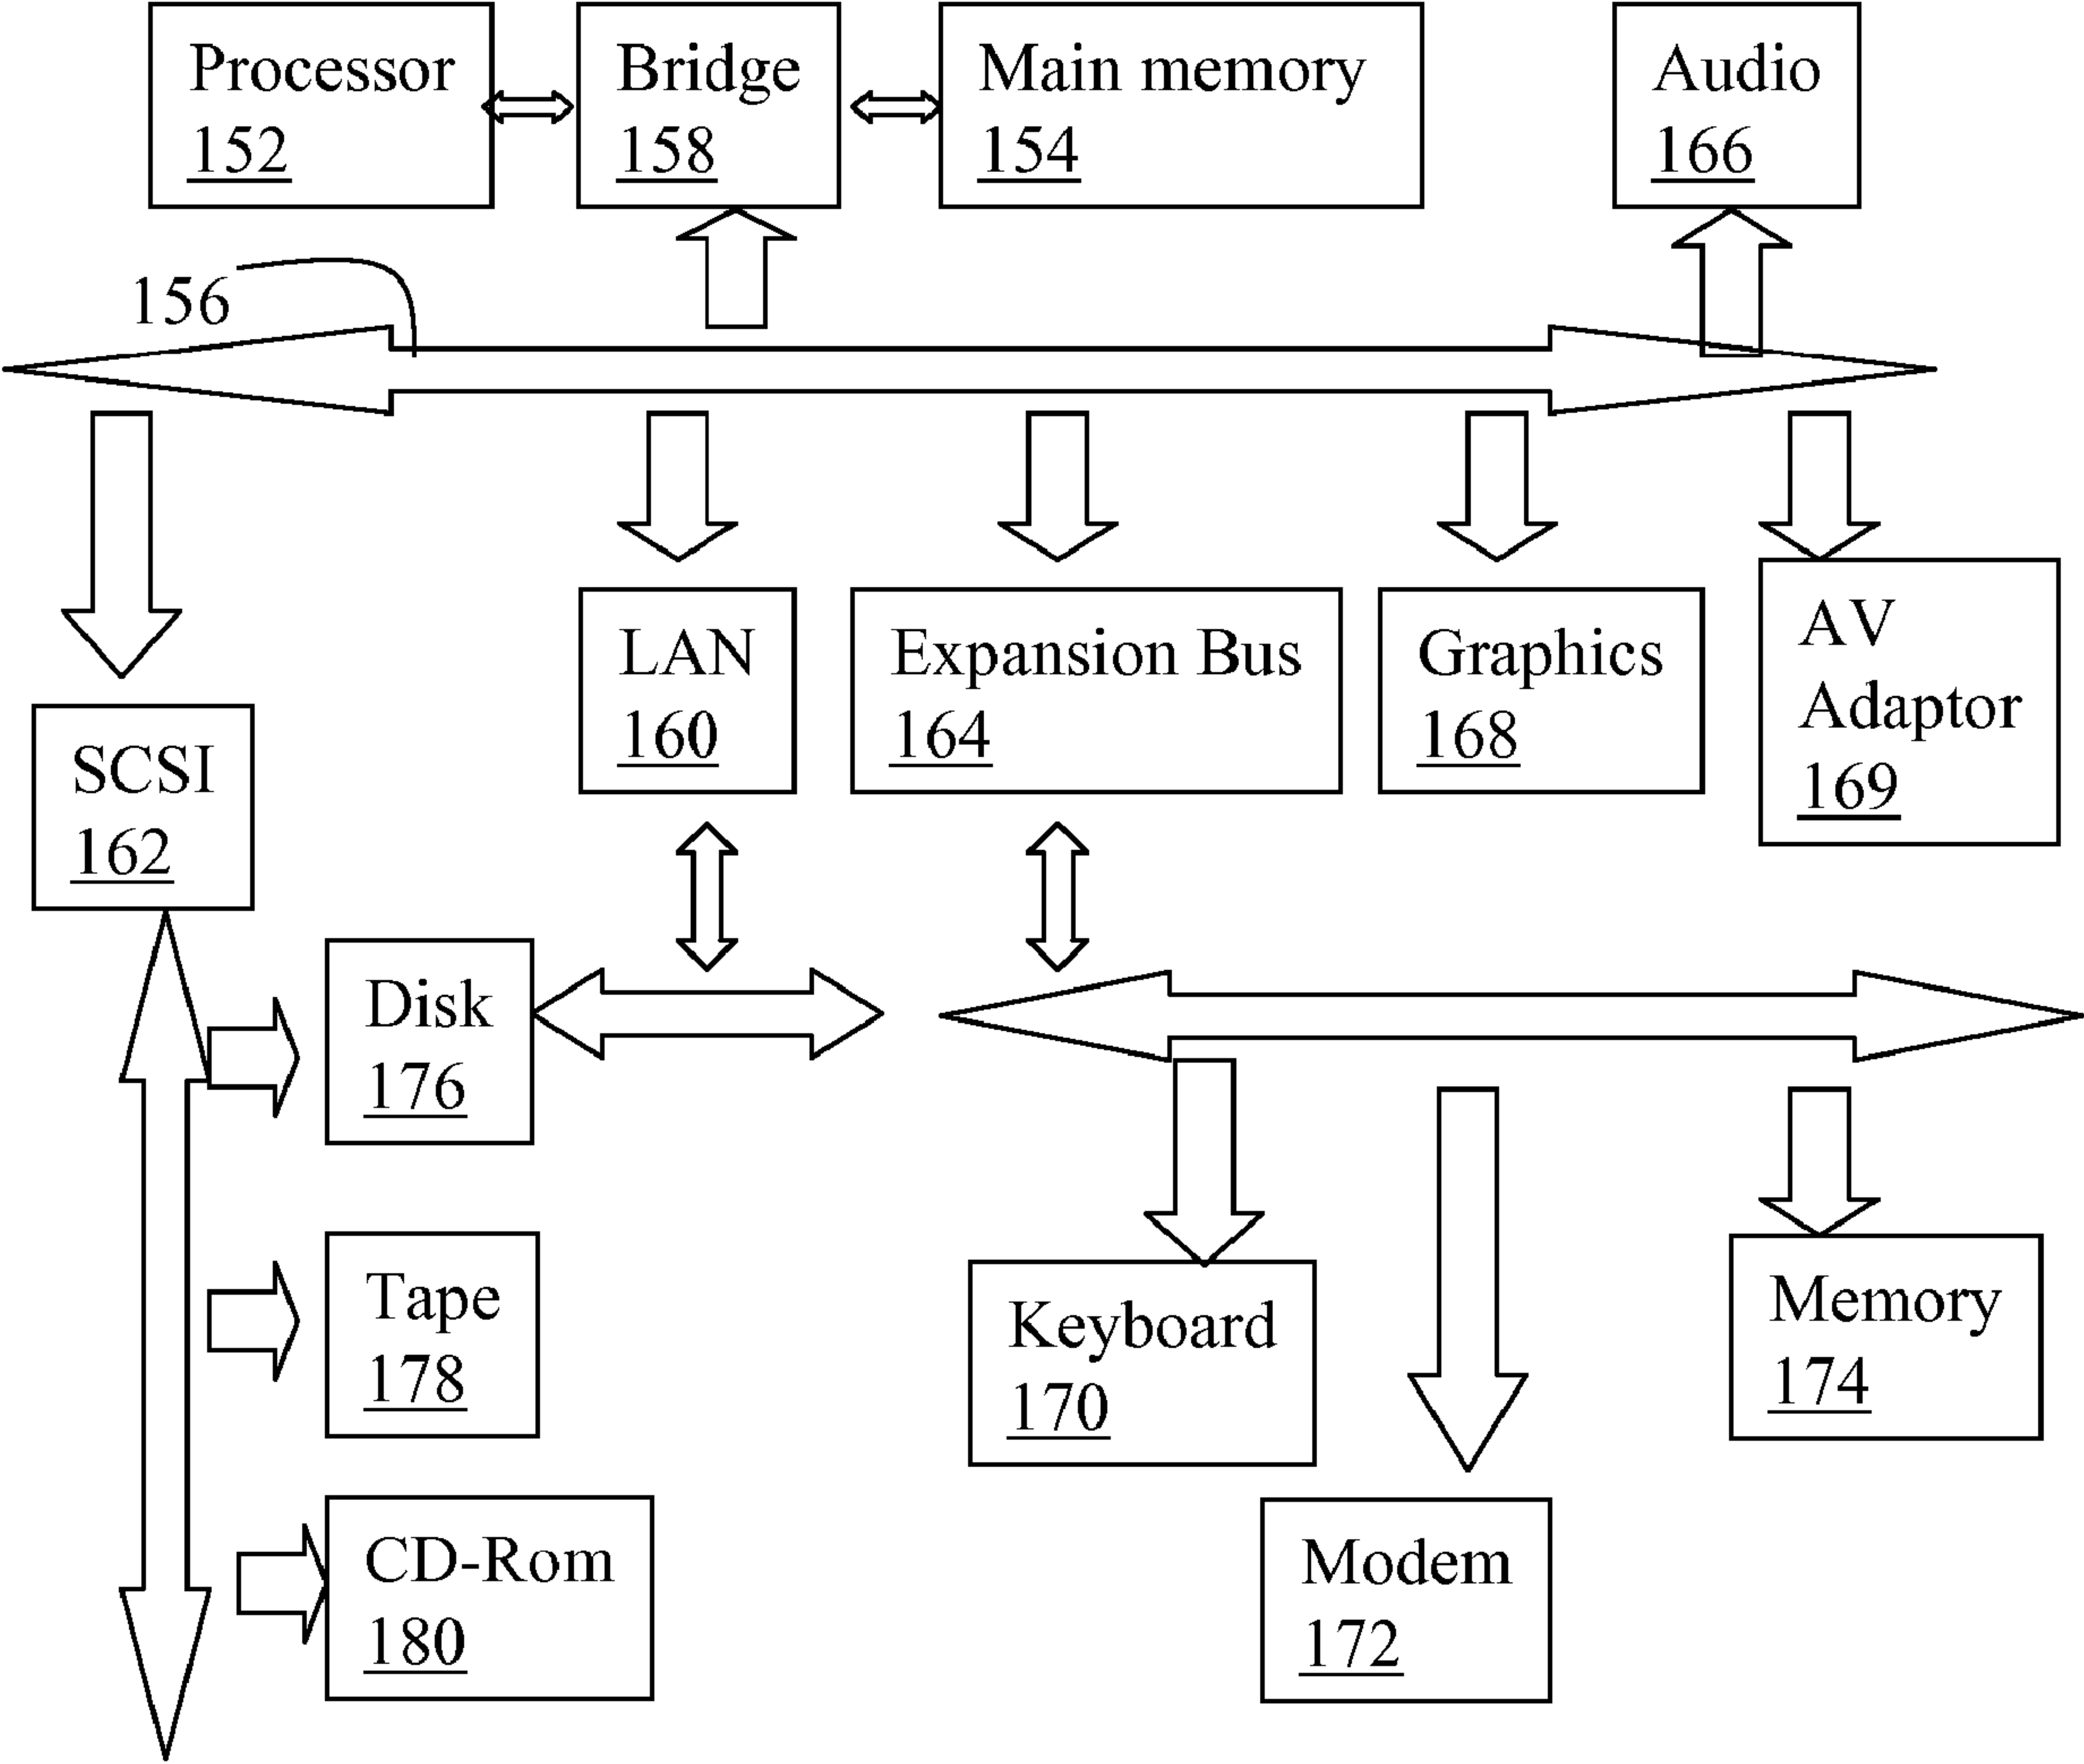 Processor
152
Bridge
158
Main memory
154
Audio
166
156
SCSI
162
LAN
160
Expansion Bus
164
Graphics
168
AV
Adaptor
169
Disk
176
Tape
178
CD-Rom
180
Keyboard
170
Modem
172
Memory
174